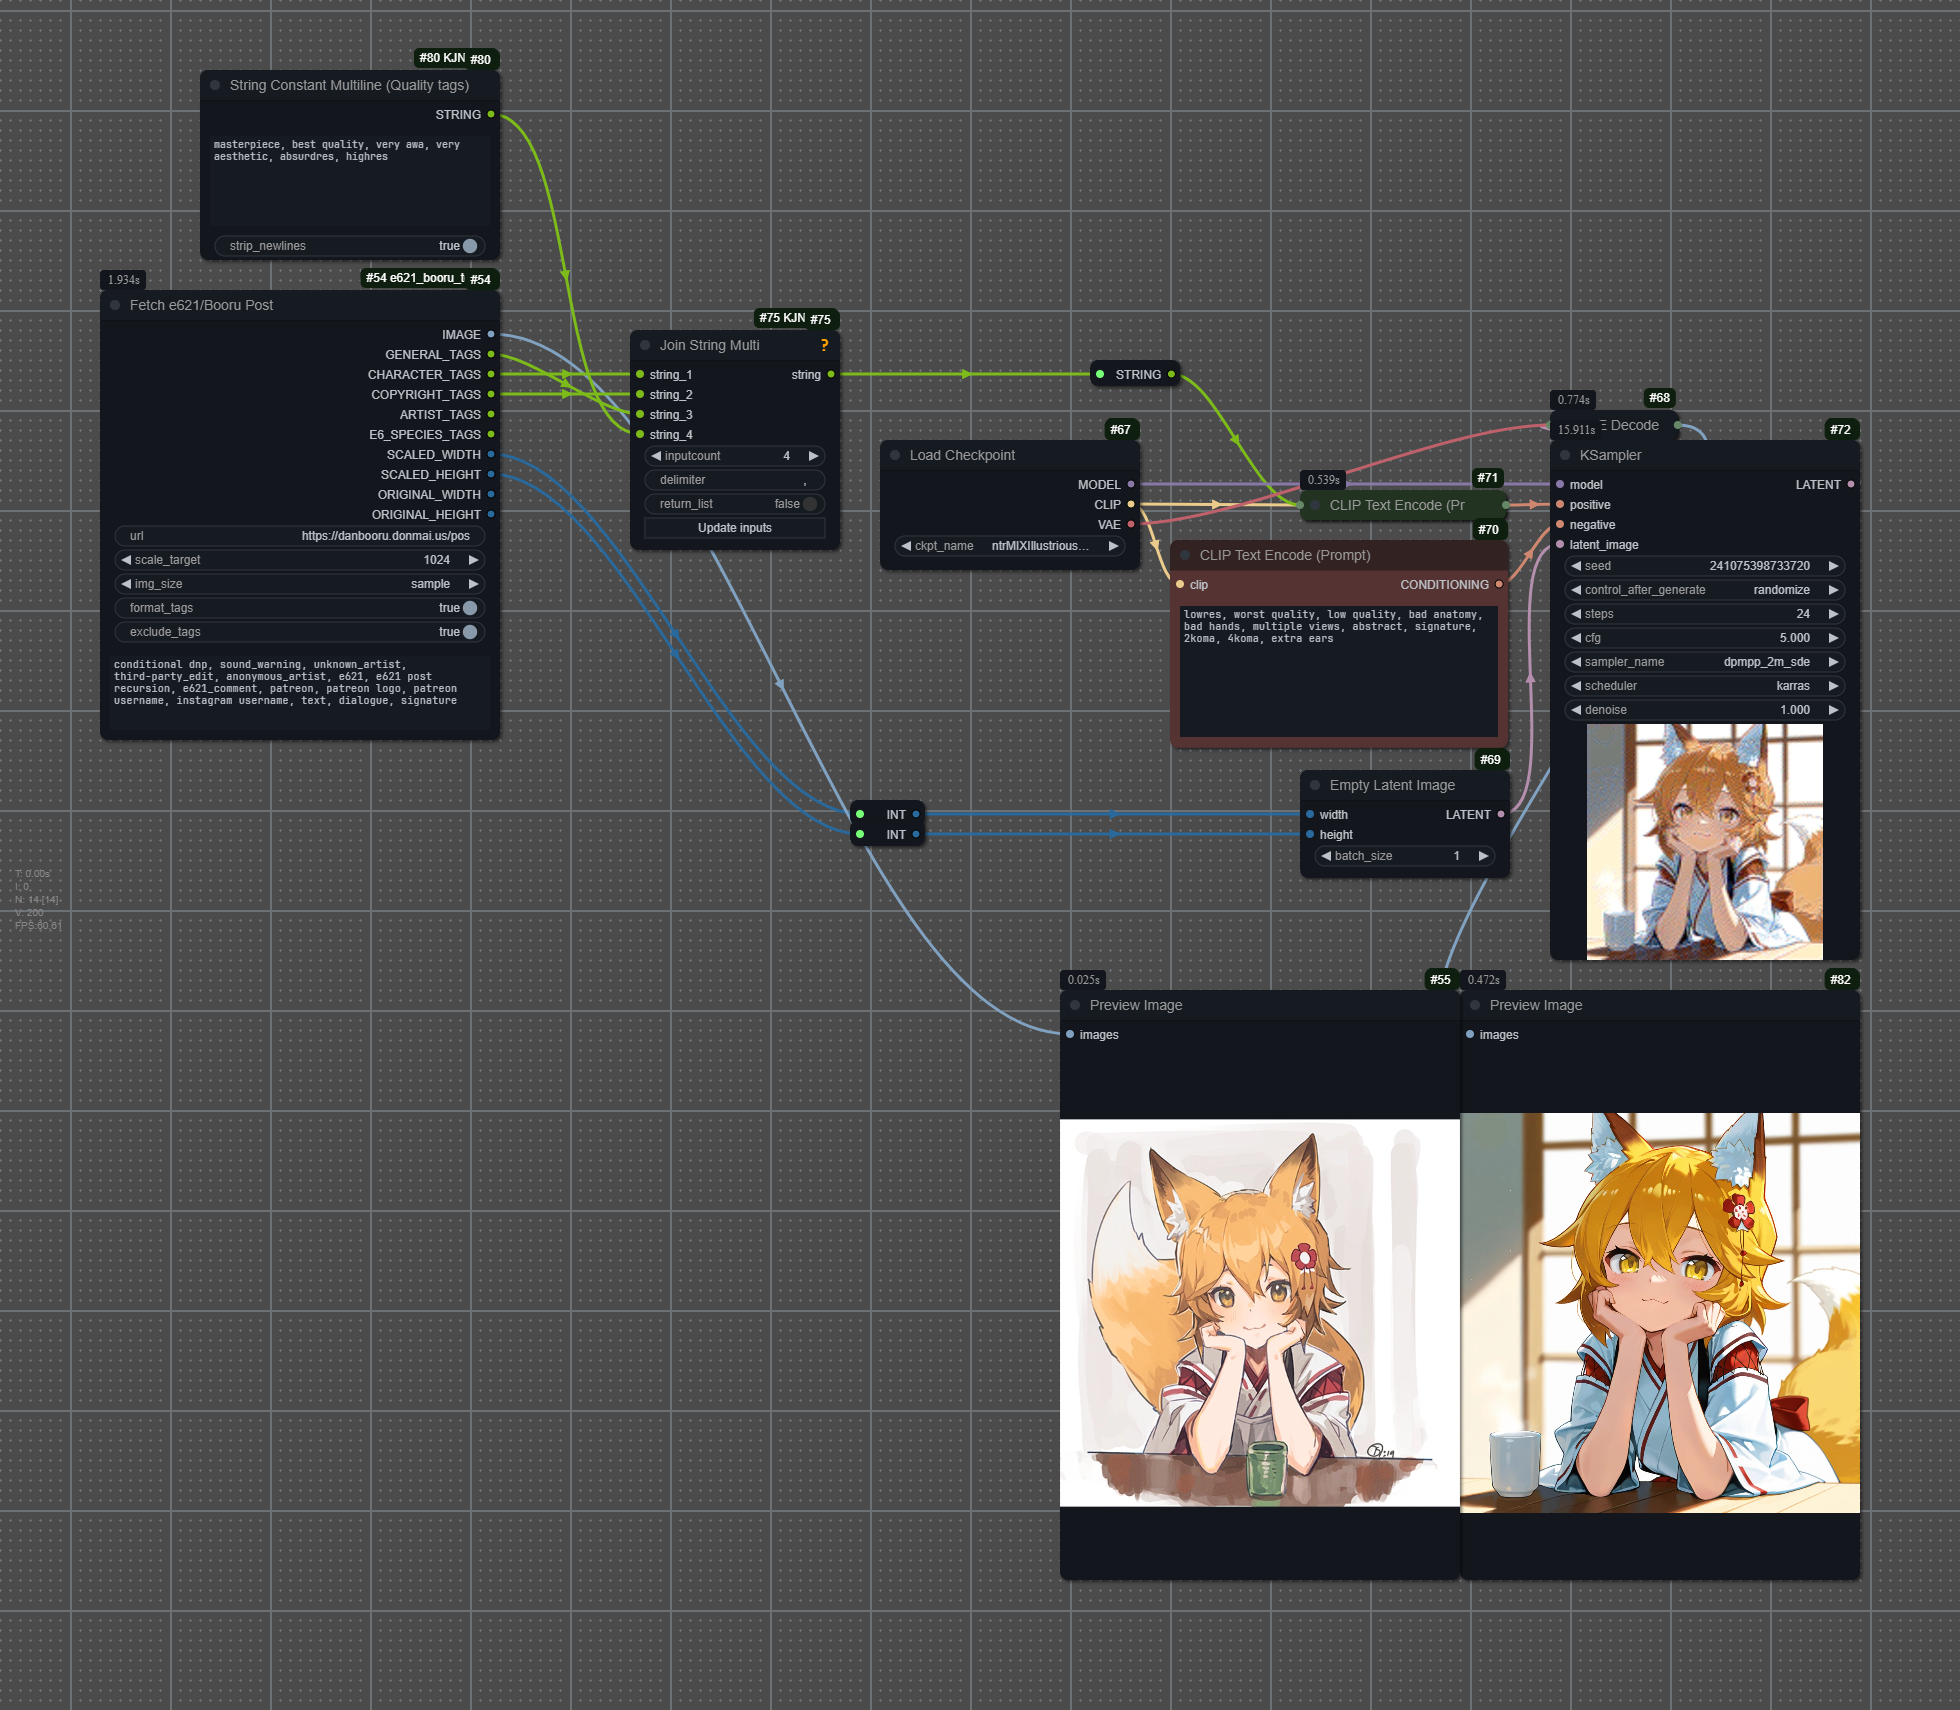 #80 KJN #80
String Constant Multiline (Quality tags)
STRING
masterpiece, best quality, very awa, very
aesthetic, absurdres, highres
strip_newlines true
1.934s
#54 e621_booru_t #54
Fetch e621/Booru Post
IMAGE
GENERAL_TAGS
CHARACTER_TAGS
COPYRIGHT_TAGS
ARTIST_TAGS
E6_SPECIES_TAGS
SCALED_WIDTH
SCALED_HEIGHT
ORIGINAL_WIDTH
ORIGINAL_HEIGHT
url https://danbooru.donmai.us/pos
scale_target 1024
img_size sample
format_tags true
exclude_tags true
conditional dnp, sound_warning, unknown_artist,
third-party_edit, anonymous_artist, e621, e621 post
recursion, e621_comment, patreon, patreon logo, patreon
username, instagram username, text, dialogue, signature
#75 KJN #75
Join String Multi ?
string_1 string
string_2
string_3
string_4
inputcount 4
delimiter ,
return_list false
Update inputs
STRING
#67
Load Checkpoint
MODEL
CLIP
VAE
ckpt_name ntrMIXIllustrious...
0.539s
#71
CLIP Text Encode (Pr
#70
CLIP Text Encode (Prompt)
clip CONDITIONING
lowres, worst quality, low quality, bad anatomy,
bad hands, multiple views, abstract, signature,
2koma, 4koma, extra ears
#69
Empty Latent Image
width LATENT
height
batch_size 1
INT
INT
0.774s
#68
E Decode
15.911s
#72
KSampler
model LATENT
positive
negative
latent_image
seed 241075398733720
control_after_generate randomize
steps 24
cfg 5.000
sampler_name dpmpp_2m_sde
scheduler karras
denoise 1.000
T: 0.00s
I: 0
N: 14 [14]
V: 200
FPS:60.61
0.025s
#55
Preview Image
images
0.472s
#82
Preview Image
images